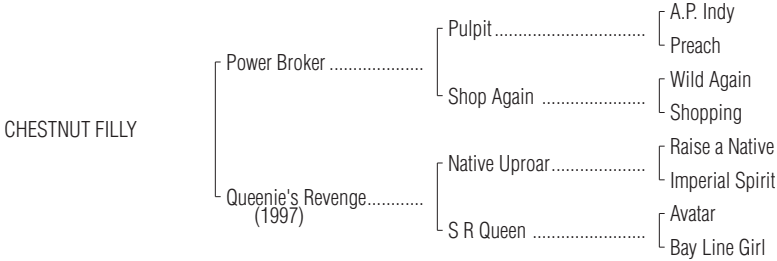 A.P. Indy
Pulpit..............................
Preach
Power Broker ...................
Wild Again
Shop Again .....................
Shopping
CHESTNUT FILLY
Raise a Native
Native Uproar...................
Imperial Spirit
Queenie's Revenge............
(1997)
Avatar
S R Queen .......................
Bay Line Girl